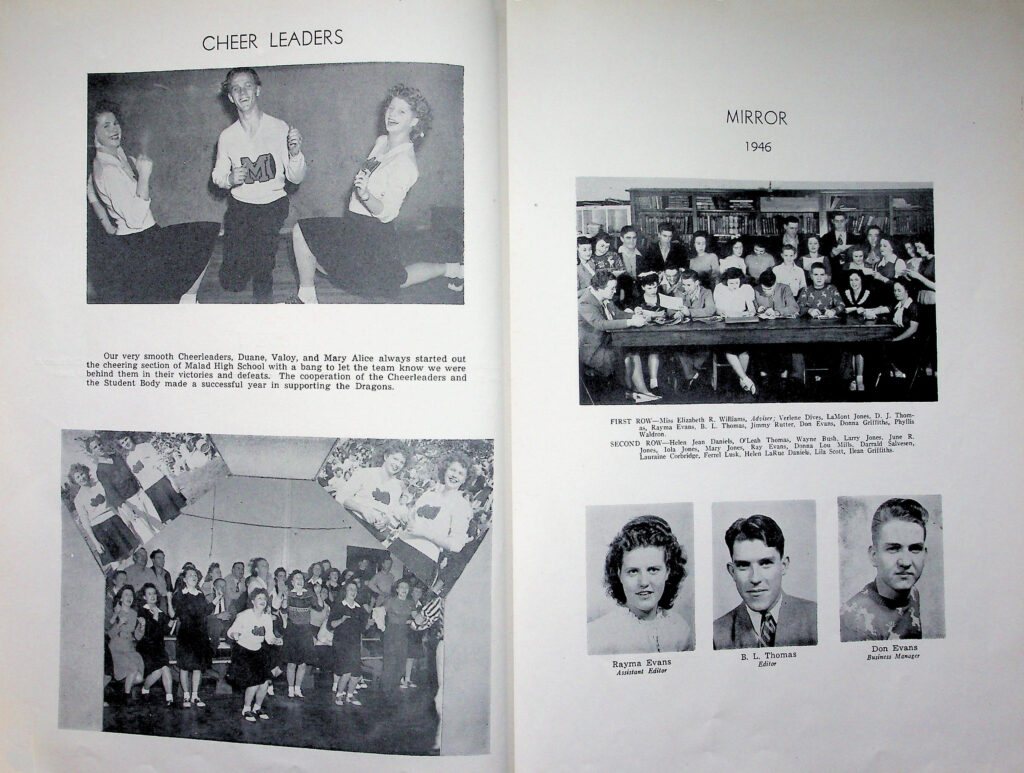 CHEER LEADERS
M
Our very smooth Cheerleaders, Duane, Valoy, and Mary Alice always started out
the cheering section of Malad High School with a bang to let the team know we were
behind them in their victories and defeats. The cooperation of the Cheerleaders and
the Student Body made a successful year in supporting the Dragons.
MIRROR
1946
FIRST ROW—Miss Elizabeth R. Williams, Adviser; Verlene Dives, LaMont Jones, D. J. Thom-
as, Rayma Evans, B. L. Thomas, Jimmy Rutter, Don Evans, Donna Griffiths, Phyllis
Waldron.
SECOND ROW—Helen Jean Daniels, O'Leah Thomas, Wayne Bush, Larry Jones, June R.
Jones, Iola Jones, Mary Jones, Ray Evans, Donna Lou Mills, Darrald Salvesen,
Lauraine Corbridge, Ferrel Lusk, Helen LaRue Daniels, Lila Scott, Ilean Griffiths.
Rayma Evans
Assistant Editor
B. L. Thomas
Editor
Don Evans
Business Manager